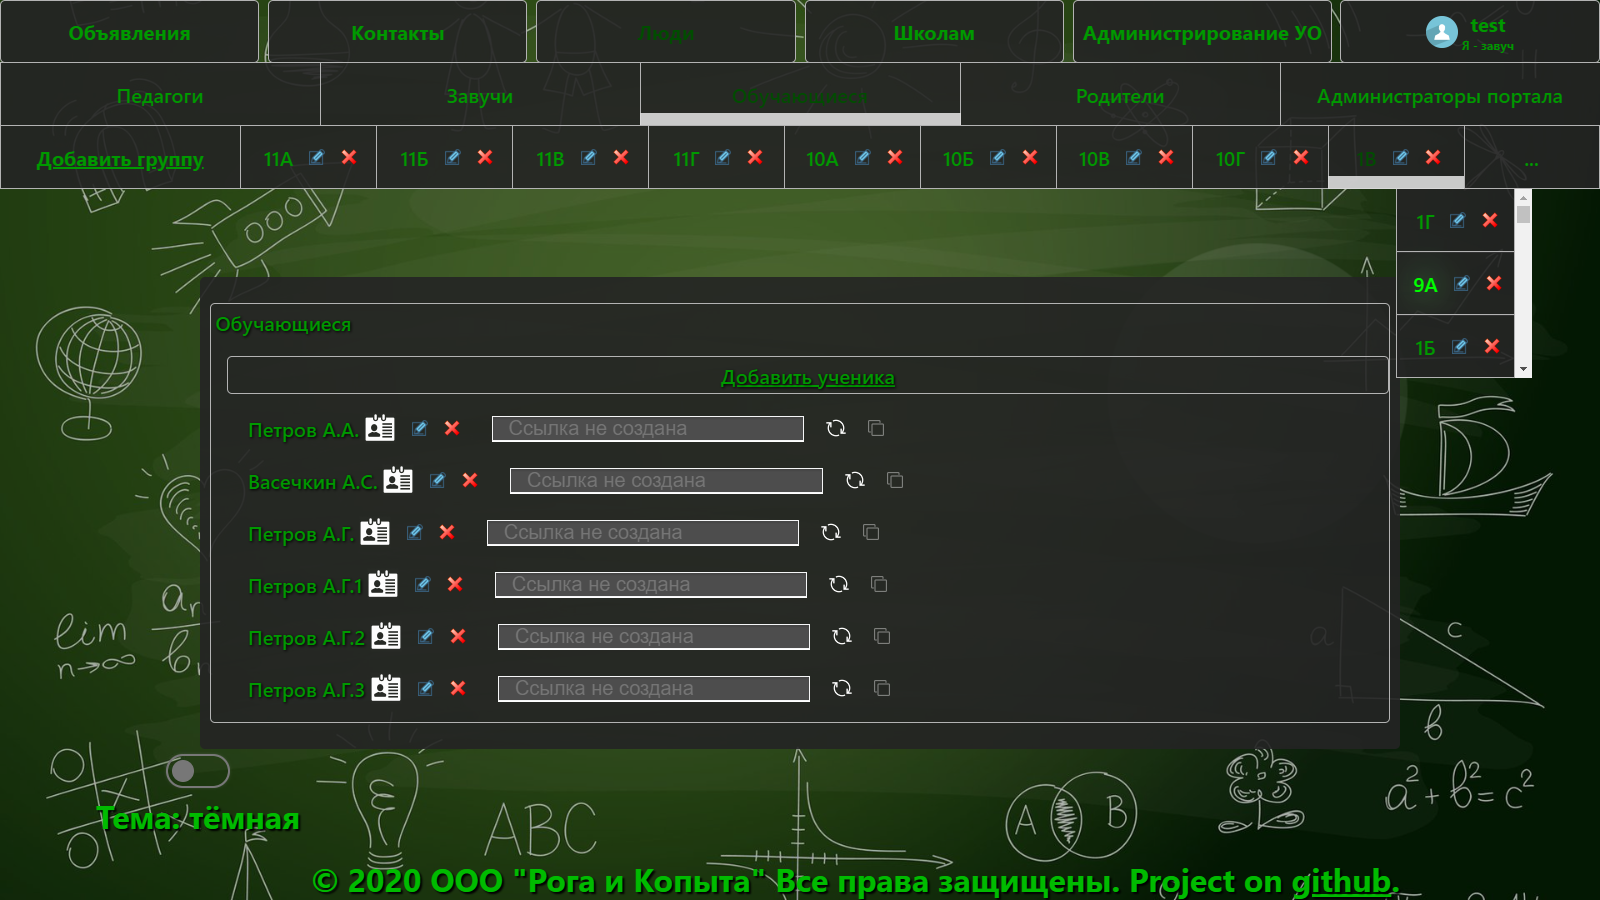 Объявления
Контакты
Люди
Школам
Администрирование УО
test
Я - завуч
Педагоги
Завучи
Обучающиеся
Родители
Администраторы портала
Добавить группу
11А
11Б
11В
11Г
10А
10Б
10В
10Г
1В
...
1Г
9А
1Б
Обучающиеся
Добавить ученика
Петров А.А.
Ссылка не создана
Васечкин А.С.
Ссылка не создана
Петров А.Г.
Ссылка не создана
Петров А.Г.1
Ссылка не создана
Петров А.Г.2
Ссылка не создана
Петров А.Г.3
Ссылка не создана
lim
n→∞
a
c
b
ABC
A
B
a²+b²=c²
Тема: тёмная
© 2020 ООО "Рога и Копыта" Все права защищены. Project on github.